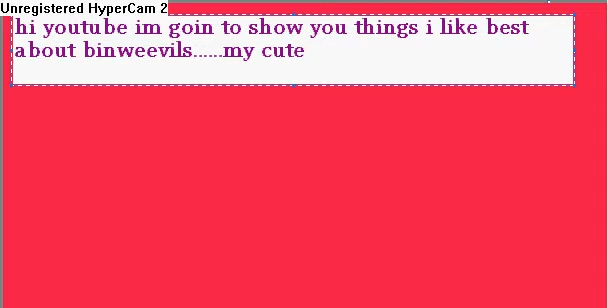 Unregistered HyperCam 2
hi youtube im goin to show you things i like best
about binweevils......my cute